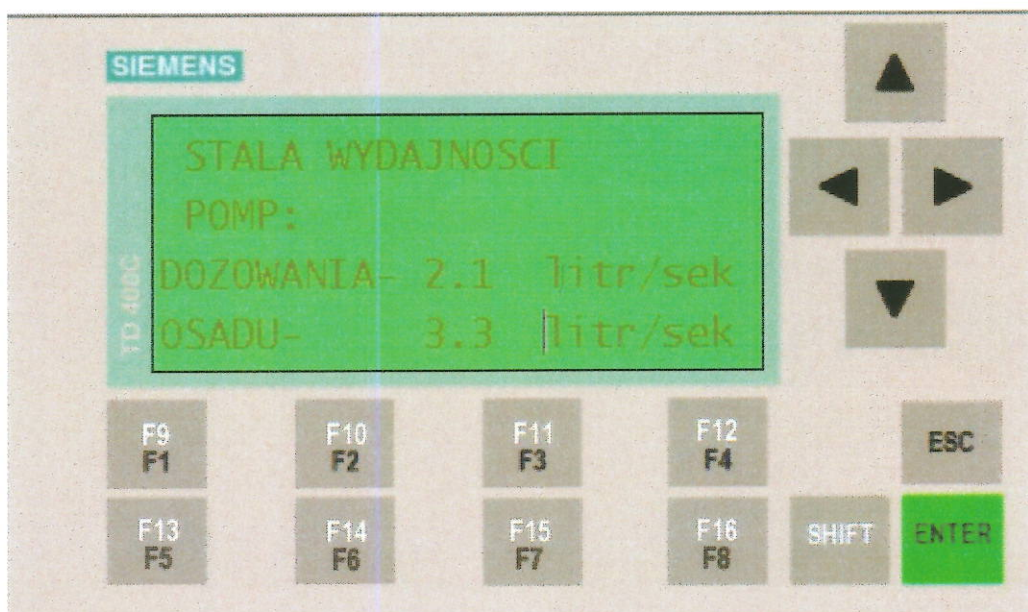 SIEMENS
TD 400C
STALA WYDAJNOSCI
POMP:
DOZOWANIA- 2.1 litr/sek
OSADU- 3.3 litr/sek
F9 F10 F11 F12
F1 F2 F3 F4 ESC
F13 F14 F15 F16
F5 F6 F7 F8 SHIFT ENTER